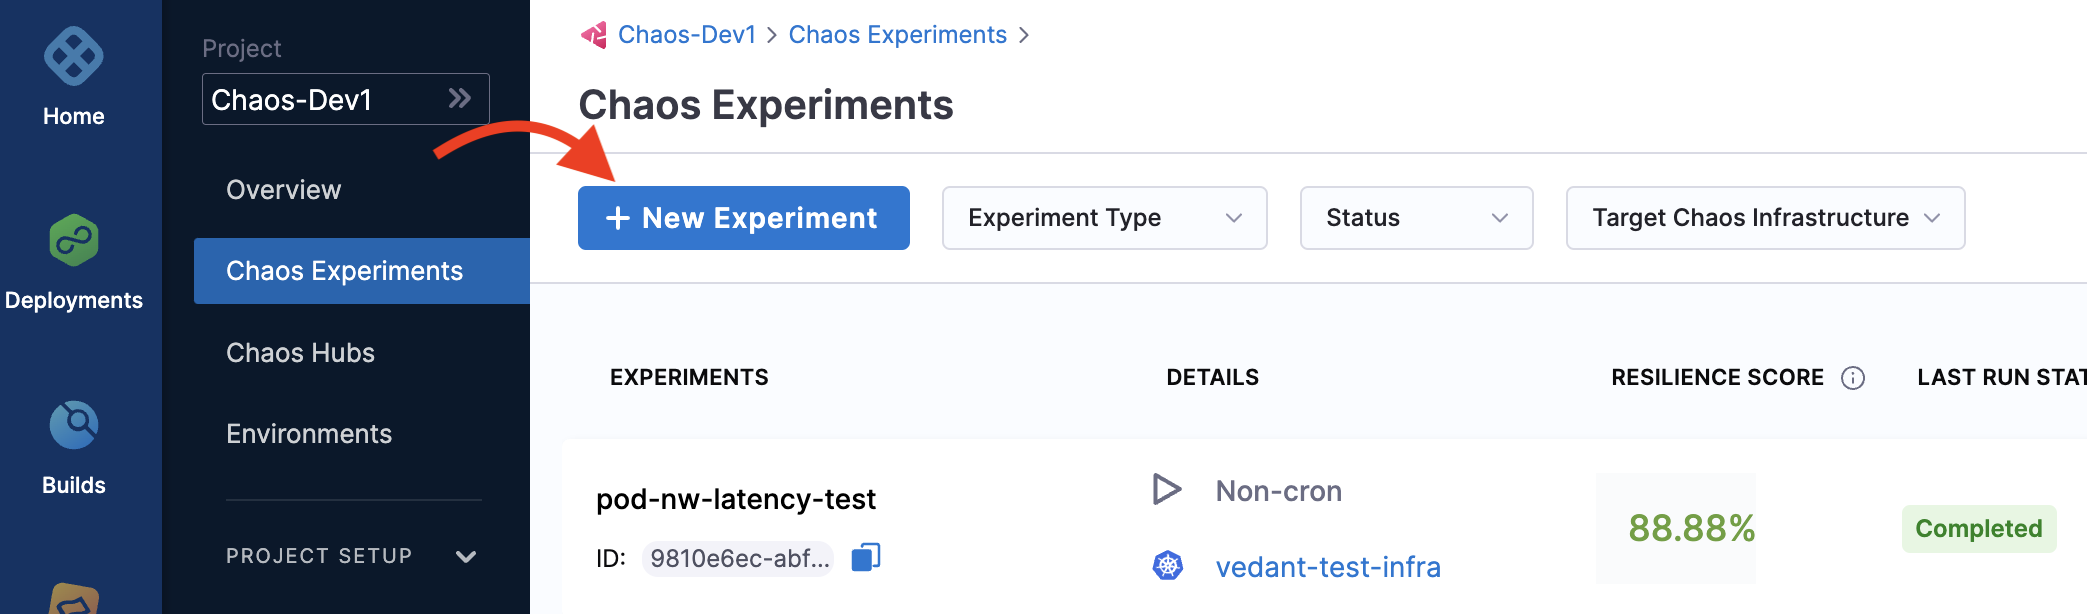 Home
Deployments
Builds
Project
Chaos-Dev1
Overview
Chaos Experiments
Chaos Hubs
Environments
PROJECT SETUP
Chaos-Dev1 > Chaos Experiments >
Chaos Experiments
+ New Experiment
Experiment Type
Status
Target Chaos Infrastructure
EXPERIMENTS
DETAILS
RESILIENCE SCORE
LAST RUN STAT
pod-nw-latency-test
ID: 9810e6ec-abf...
Non-cron
vedant-test-infra
88.88%
Completed